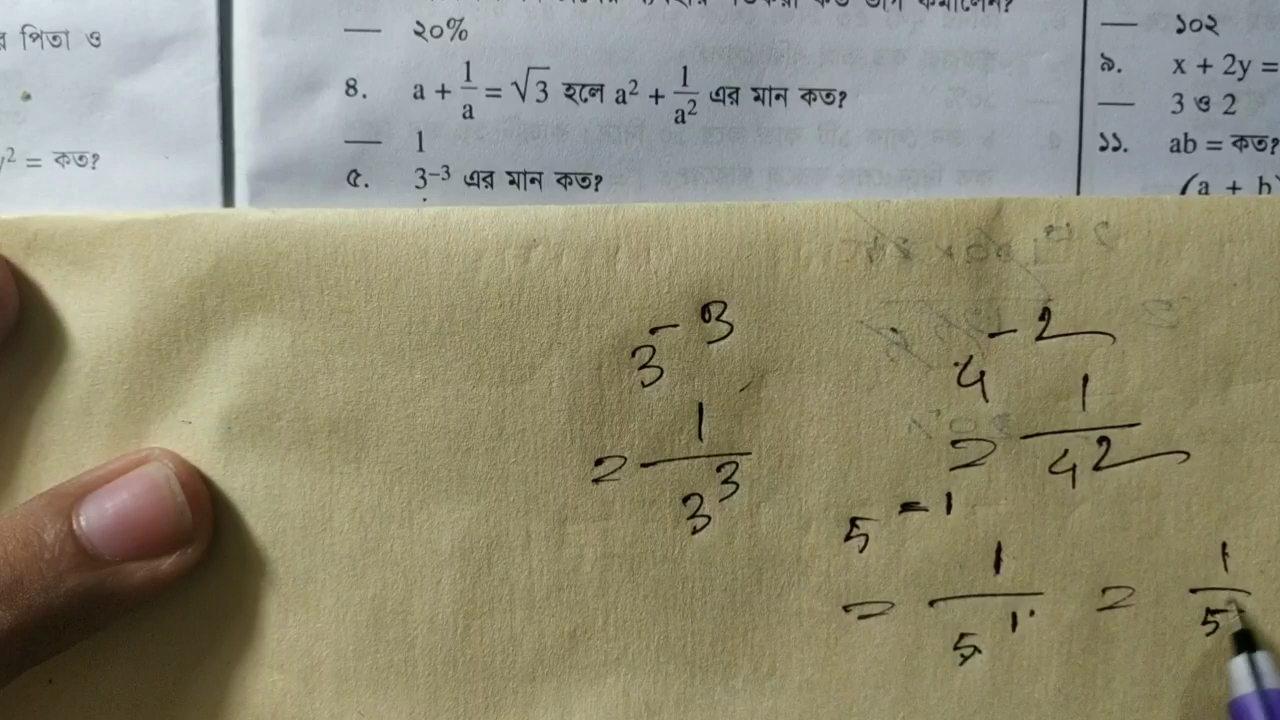 র পিতা ও
² = কত?
— ২০%
৪. a + 1/a = √3 হলে a² + 1/a² এর মান কত?
— 1
৫. 3⁻³ এর মান কত?
— ১০২
৯. x + 2y =
— 3 ও 2
১১. ab = কত?
(a + b
3⁻³
= 1/3³
4⁻²
= 1/4²
5⁻¹
= 1/5¹ = 1/5